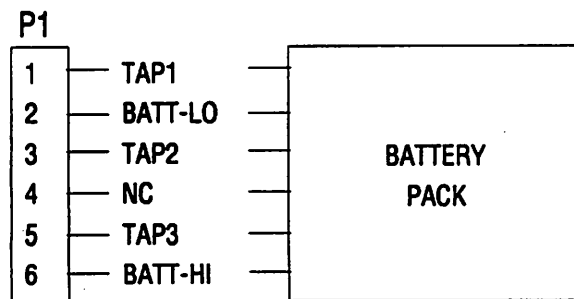 P1
1 TAP1
2 BATT-LO
3 TAP2
4 NC
5 TAP3
6 BATT-HI
BATTERY
PACK